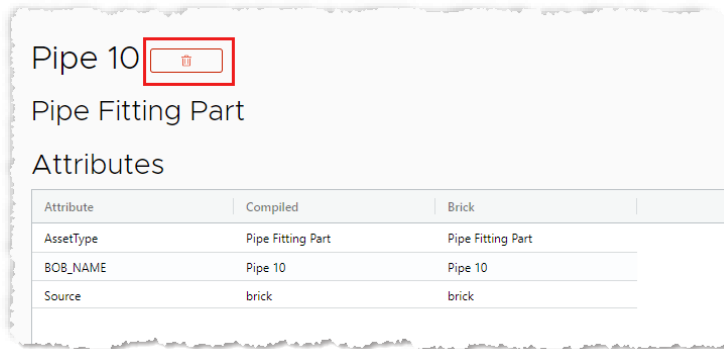 Pipe 10
Pipe Fitting Part
Attributes
Attribute Compiled Brick
AssetType Pipe Fitting Part Pipe Fitting Part
BOB_NAME Pipe 10 Pipe 10
Source brick brick